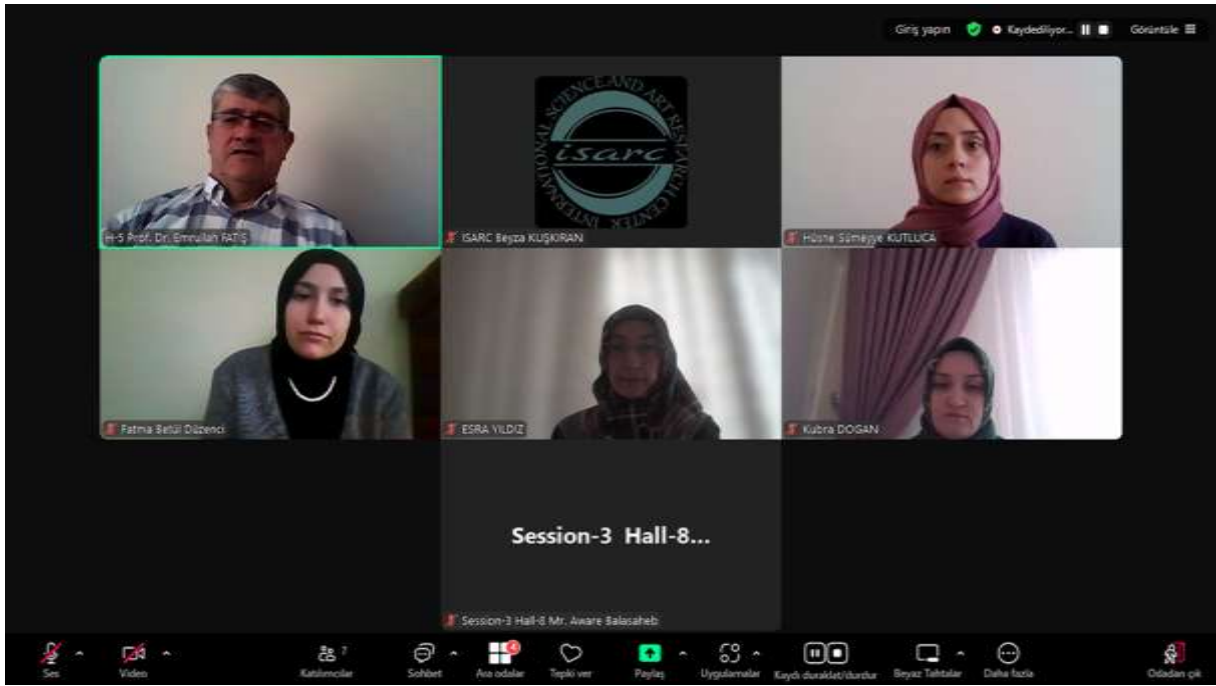 Giriş yapın Kaydediliyor... Görüntüle
INTERNATIONAL SCIENCE AND ART RESEARCH CENTER
isarc
H-5 Prof. Dr. Emrullah FATİŞ
ISARC Beyza KUŞKIRAN
Hüsne Sümeyye KUTLUCA
Fatma Betül Düzenci
ESRA YILDIZ
Kubra DOGAN
Session-3 Hall-8...
Session-3 Hall-8 Mr. Aware Balasaheb
Ses Video Katılımcılar 7 Sohbet Ara odalar 4 Tepki ver Paylaş Uygulamalar Kaydı duraklat/durdur Beyaz Tahtalar Daha fazla Odadan çık